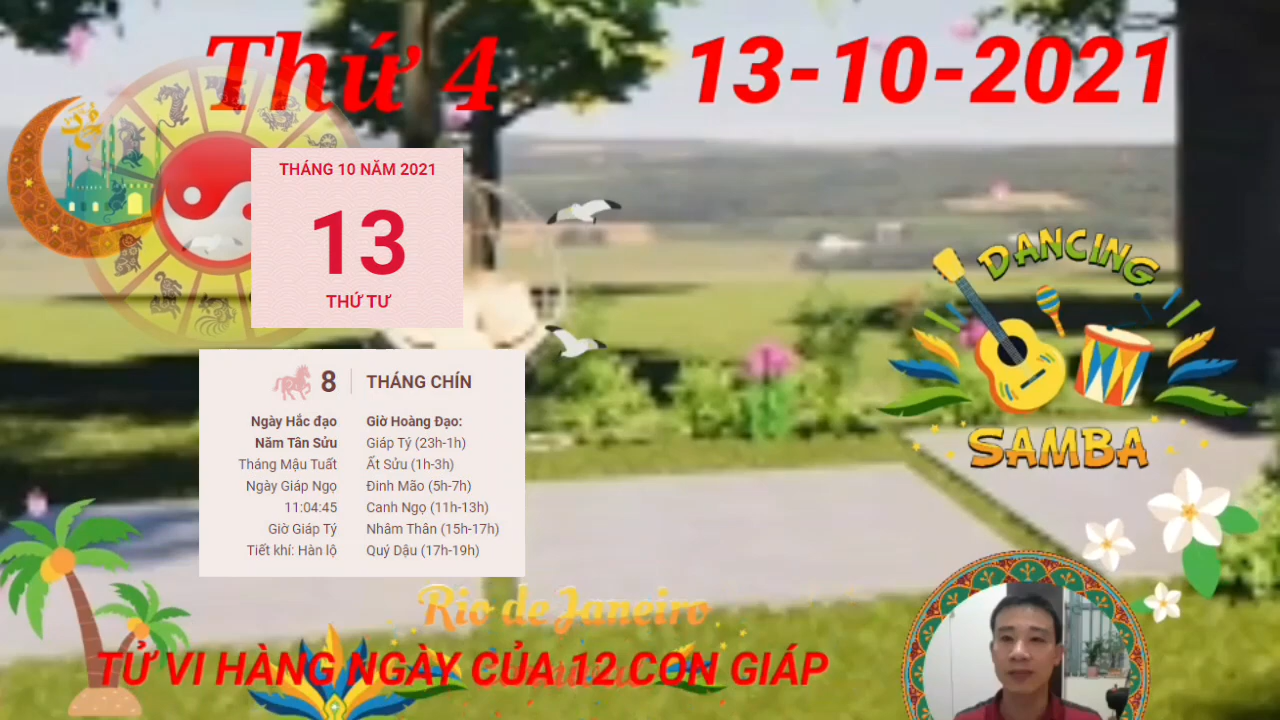 Thứ 4
13-10-2021
THÁNG 10 NĂM 2021
13
THỨ TƯ
DANCING
SAMBA
8
THÁNG CHÍN
Ngày Hắc đạo
Năm Tân Sửu
Tháng Mậu Tuất
Ngày Giáp Ngọ
11:04:45
Giờ Giáp Tý
Tiết khí: Hàn lộ
Giờ Hoàng Đạo:
Giáp Tý (23h-1h)
Ất Sửu (1h-3h)
Đinh Mão (5h-7h)
Canh Ngọ (11h-13h)
Nhâm Thân (15h-17h)
Quý Dậu (17h-19h)
Rio de Janeiro
TỬ VI HÀNG NGÀY CỦA 12 CON GIÁP